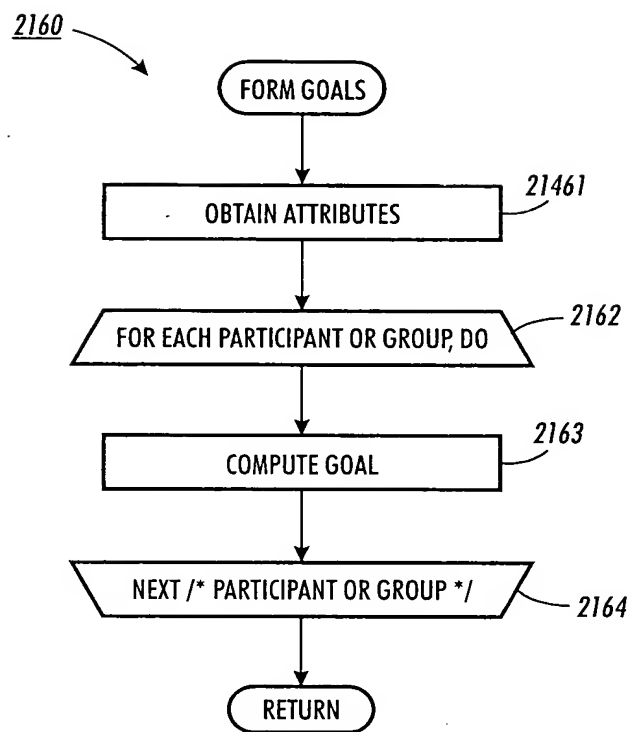 2160
FORM GOALS
OBTAIN ATTRIBUTES
21461
FOR EACH PARTICIPANT OR GROUP, DO
2162
COMPUTE GOAL
2163
NEXT /* PARTICIPANT OR GROUP */
2164
RETURN